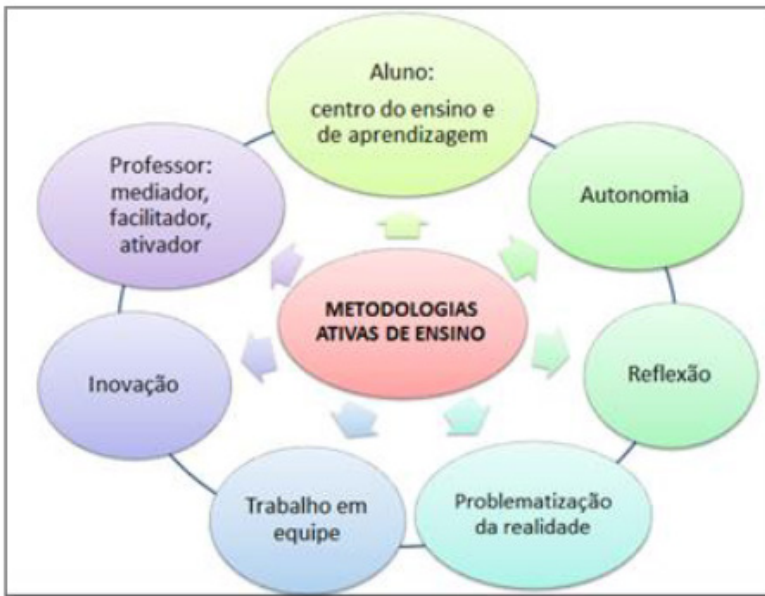 Aluno:
centro do ensino e
de aprendizagem
Autonomia
Reflexão
Problematização
da realidade
Trabalho em
equipe
Inovação
Professor:
mediador,
facilitador,
ativador
METODOLOGIAS
ATIVAS DE ENSINO